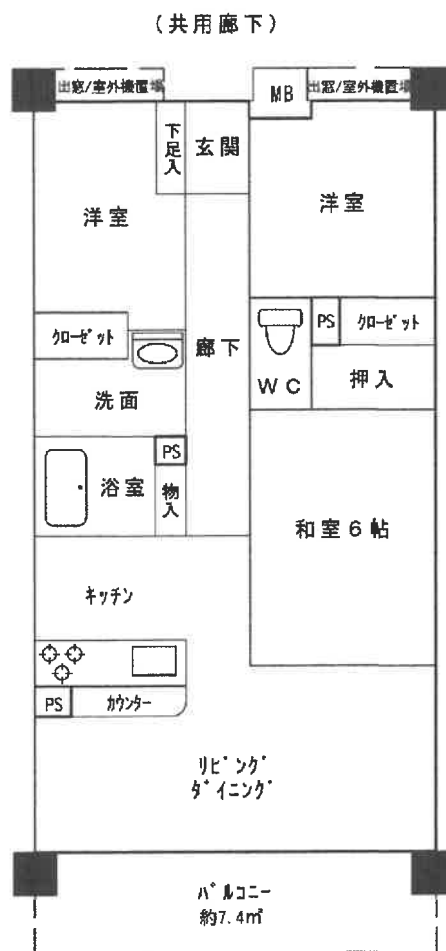 （共用廊下）
出窓/室外機置場
MB
出窓/室外機置場
下足入
玄関
洋室
洋室
クローゼット
廊下
PS
クローゼット
WC
押入
洗面
PS
浴室
物入
和室６帖
キッチン
PS
カウンター
リビング
ダイニング
バルコニー
約7.4㎡